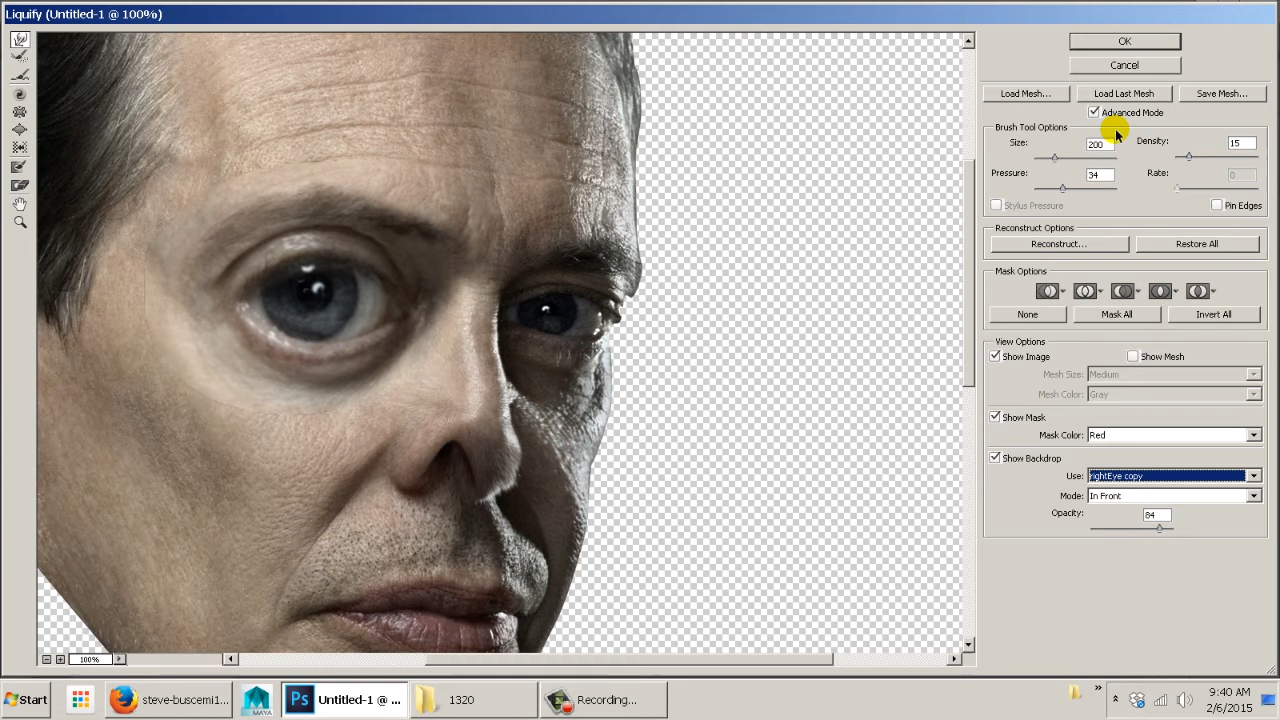 Liquify (Untitled-1 @ 100%)
OK
Cancel
Load Mesh...
Load Last Mesh
Save Mesh...
Advanced Mode
Brush Tool Options
Size: 200
Density: 15
Pressure: 34
Rate: 0
Stylus Pressure
Pin Edges
Reconstruct Options
Reconstruct...
Restore All
Mask Options
None
Mask All
Invert All
View Options
Show Image
Show Mesh
Mesh Size: Medium
Mesh Color: Gray
Show Mask
Mask Color: Red
Show Backdrop
Use: rightEye copy
Mode: In Front
Opacity: 84
100%
Start
steve-buscemi1...
MAYA
Ps
Untitled-1 @ ...
1320
Recording...
9:40 AM
2/6/2015